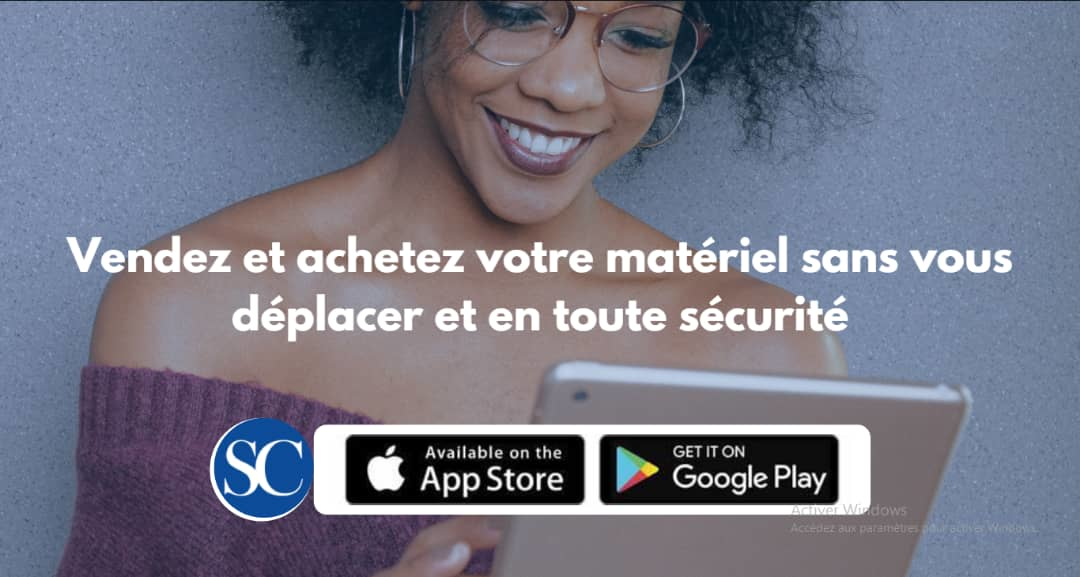 Vendez et achetez votre matériel sans vous
déplacer et en toute sécurité
SC
Available on the
App Store
GET IT ON
Google Play
Activer Windows
Accédez aux paramètres pour activer Windows.